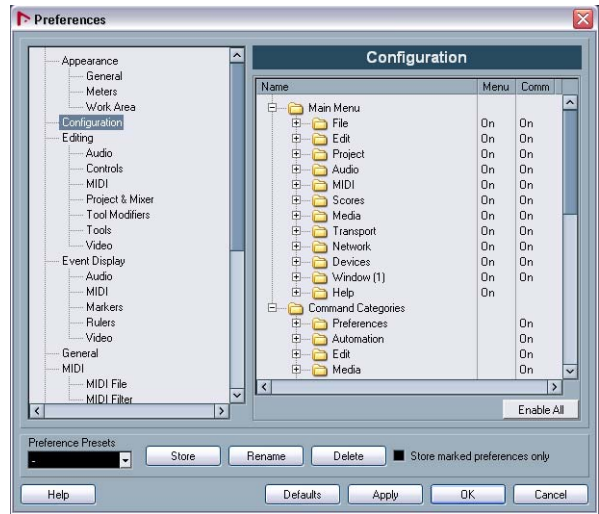 Preferences
Appearance
General
Meters
Work Area
Configuration
Editing
Audio
Controls
MIDI
Project & Mixer
Tool Modifiers
Tools
Video
Event Display
Audio
MIDI
Markers
Rulers
Video
General
MIDI
MIDI File
MIDI Filter
Configuration
Name Menu Comm
Main Menu
File On On
Edit On On
Project On On
Audio On On
MIDI On On
Scores On On
Media On On
Transport On On
Network On On
Devices On On
Window (1) On On
Help On
Command Categories
Preferences On
Automation On
Edit On
Media On
Enable All
Preference Presets
- Store Rename Delete Store marked preferences only
Help Defaults Apply OK Cancel